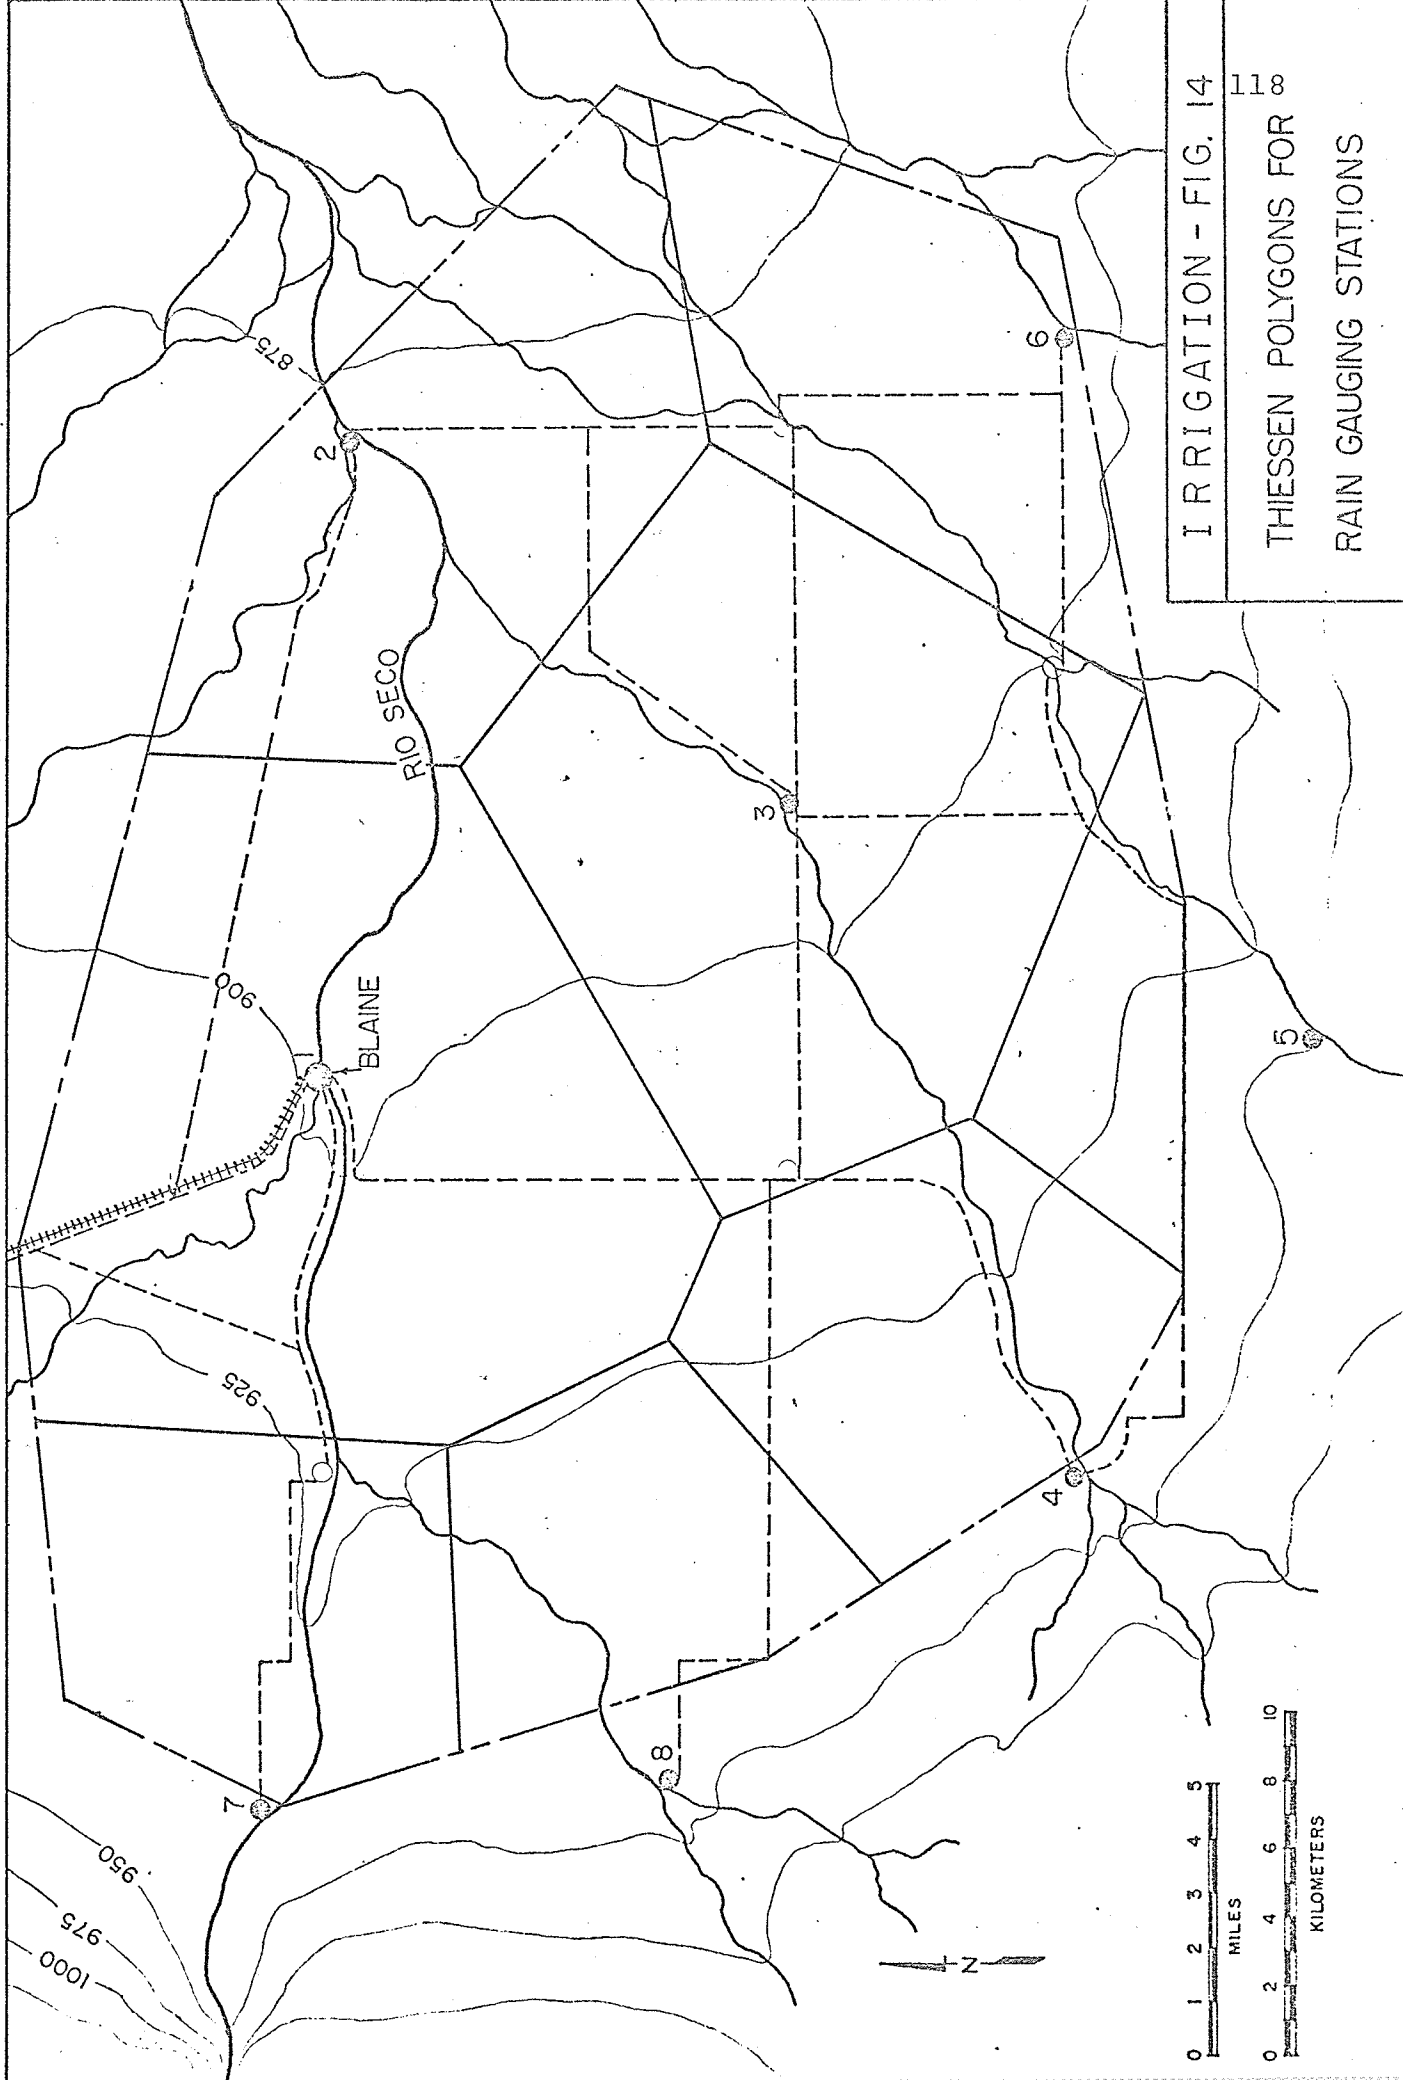 IRRIGATION - FIG. 14
118
THIESSEN POLYGONS FOR
RAIN GAUGING STATIONS
1000
975
950
925
900
875
7
8
4
5
3
2
1
6
BLAINE
RIO SECO
N
0 1 2 3 4 5
MILES
0 2 4 6 8 10
KILOMETERS